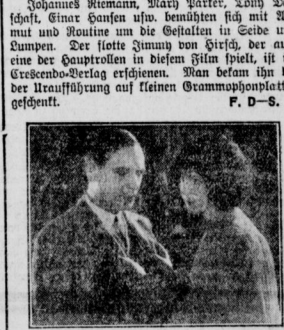 Johannes Riemann, Mary Parker, Tony
schaft, Einar Hansen usw. bemühten sich mit
mut und Routine um die Gestalten in Seide u
Lumpen. Der flotte Jimmy von Hirsch, der
eine der Hauptrollen in diesem Film spielt, ist
Crescendo-Verlag erschienen. Man bekam ihn
der Uraufführung auf kleinen Grammophonplatt
geschenkt. F. D—S.